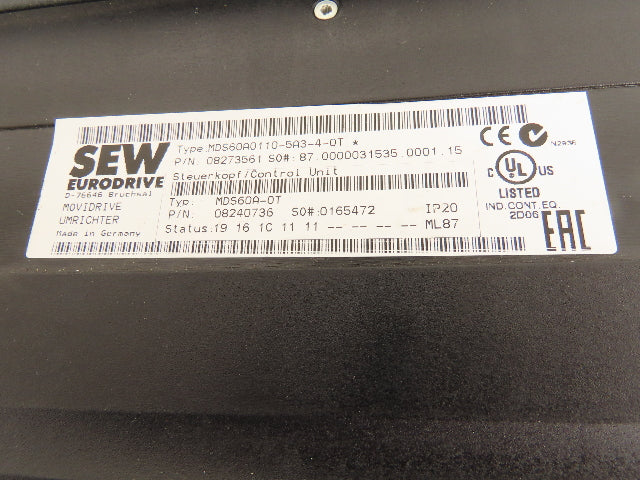 SEW
EURODRIVE
D-76646 Bruchsal
MOVIDRIVE
UMRICHTER
Made in Germany
Type:MDS60A0110-5A3-4-0T *
P/N: 08273561 SO#: 87.0000031535.0001.15
Steuerkopf/Control Unit
Typ: MDS60A-0T
P/N: 08240736 SO#:0165472 IP20
Status:19 16 10 11 11 -- -- -- -- ML87
CE N2936
C UL US
LISTED
IND.CONT.EQ.
2D06
EAC